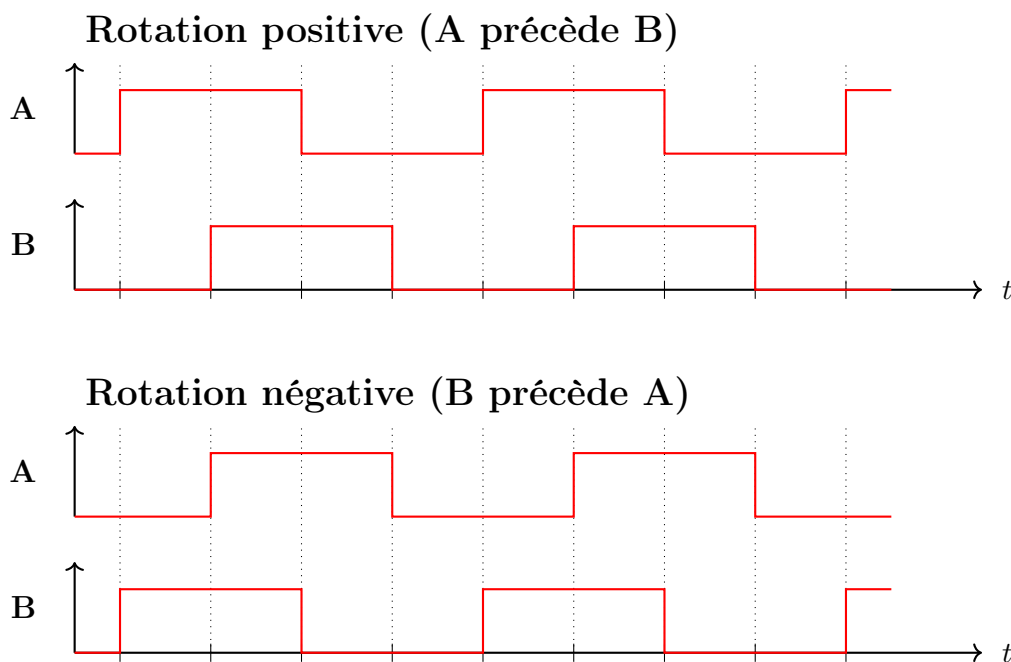 Rotation positive (A précède B)
A
B
t
Rotation négative (B précède A)
A
B
t